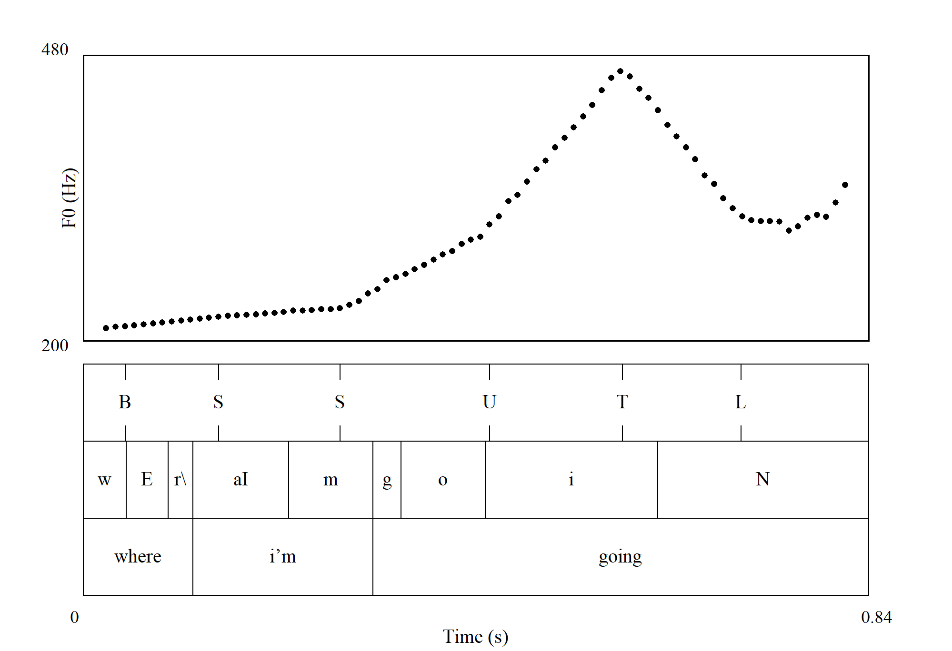 480
F0 (Hz)
200
B S S U T L
w E r\ aI m g o i N
where i’m going
0 0.84
Time (s)